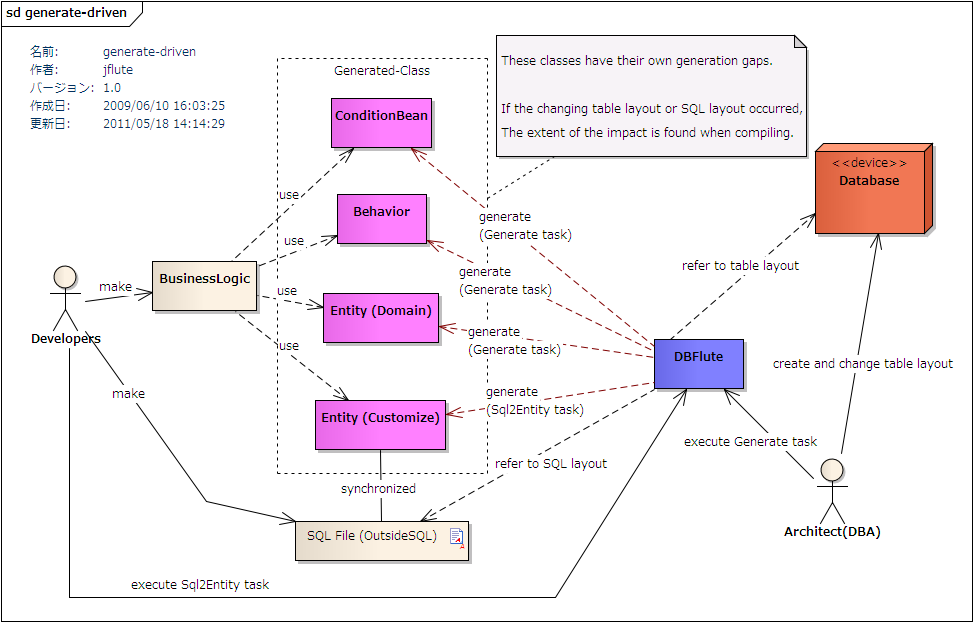 sd generate-driven
名前: generate-driven
作者: jflute
バージョン: 1.0
作成日: 2009/06/10 16:03:25
更新日: 2011/05/18 14:14:29
Generated-Class
These classes have their own generation gaps.
If the changing table layout or SQL layout occurred,
The extent of the impact is found when compiling.
ConditionBean
<<device>>
Database
use
Behavior
generate
(Generate task)
use
refer to table layout
BusinessLogic
generate
(Generate task)
make
use
Entity (Domain)
generate
(Generate task)
Developers
use
DBFlute
create and change table layout
make
generate
(Sql2Entity task)
Entity (Customize)
execute Generate task
refer to SQL layout
synchronized
SQL File (OutsideSQL)
Architect(DBA)
execute Sql2Entity task